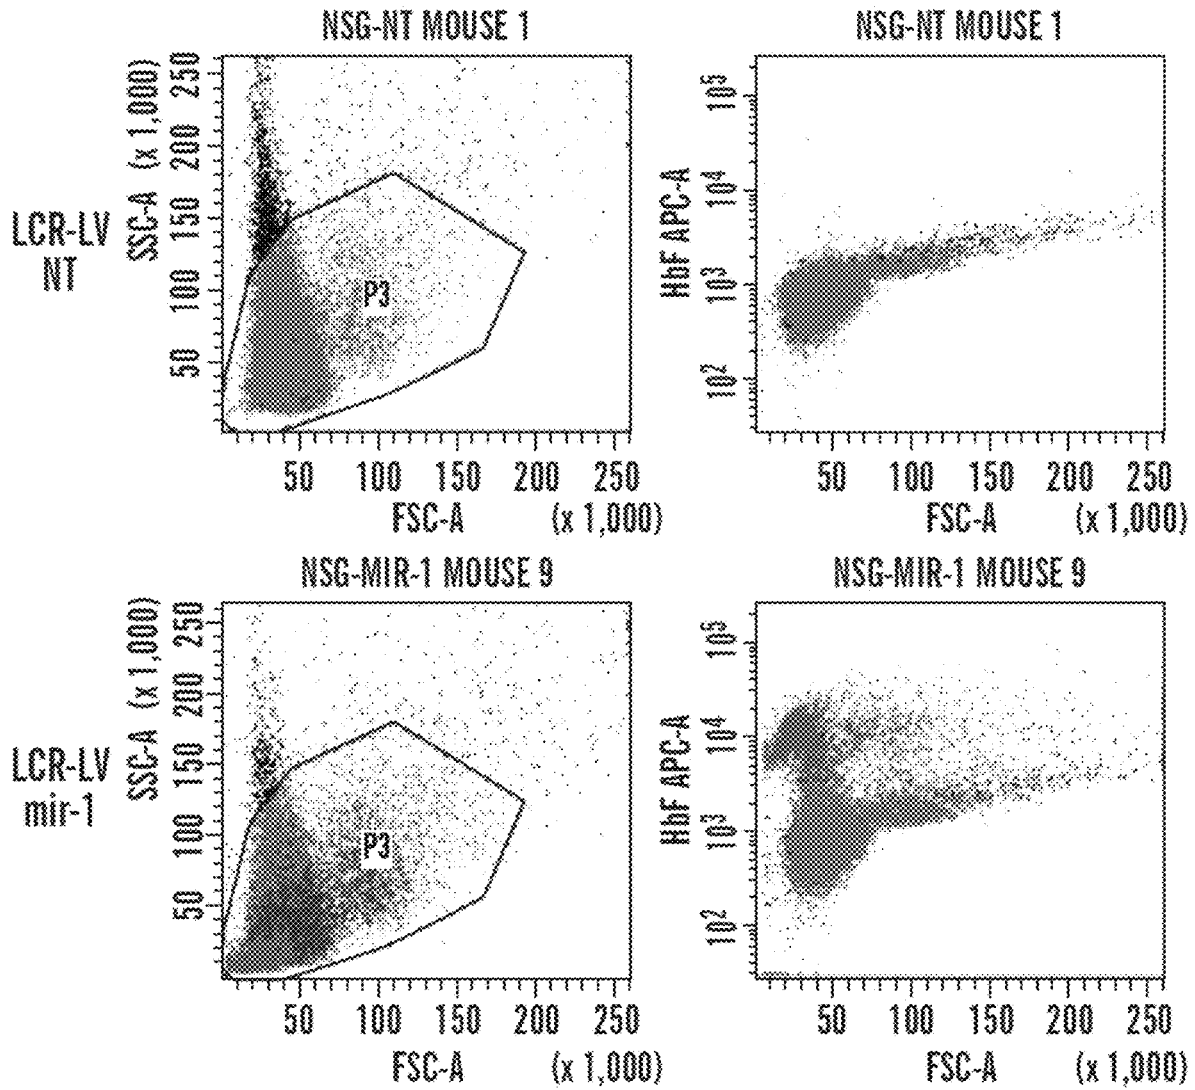 NSG-NT MOUSE 1
NSG-NT MOUSE 1
LCR-LV
NT
SSC-A (x 1,000)
50 100 150 200 250
P3
50 100 150 200 250
FSC-A (x 1,000)
HbF APC-A
10² 10³ 10⁴ 10⁵
50 100 150 200 250
FSC-A (x 1,000)
NSG-MIR-1 MOUSE 9
NSG-MIR-1 MOUSE 9
LCR-LV
mir-1
SSC-A (x 1,000)
50 100 150 200 250
P3
50 100 150 200 250
FSC-A (x 1,000)
HbF APC-A
10² 10³ 10⁴ 10⁵
50 100 150 200 250
FSC-A (x 1,000)